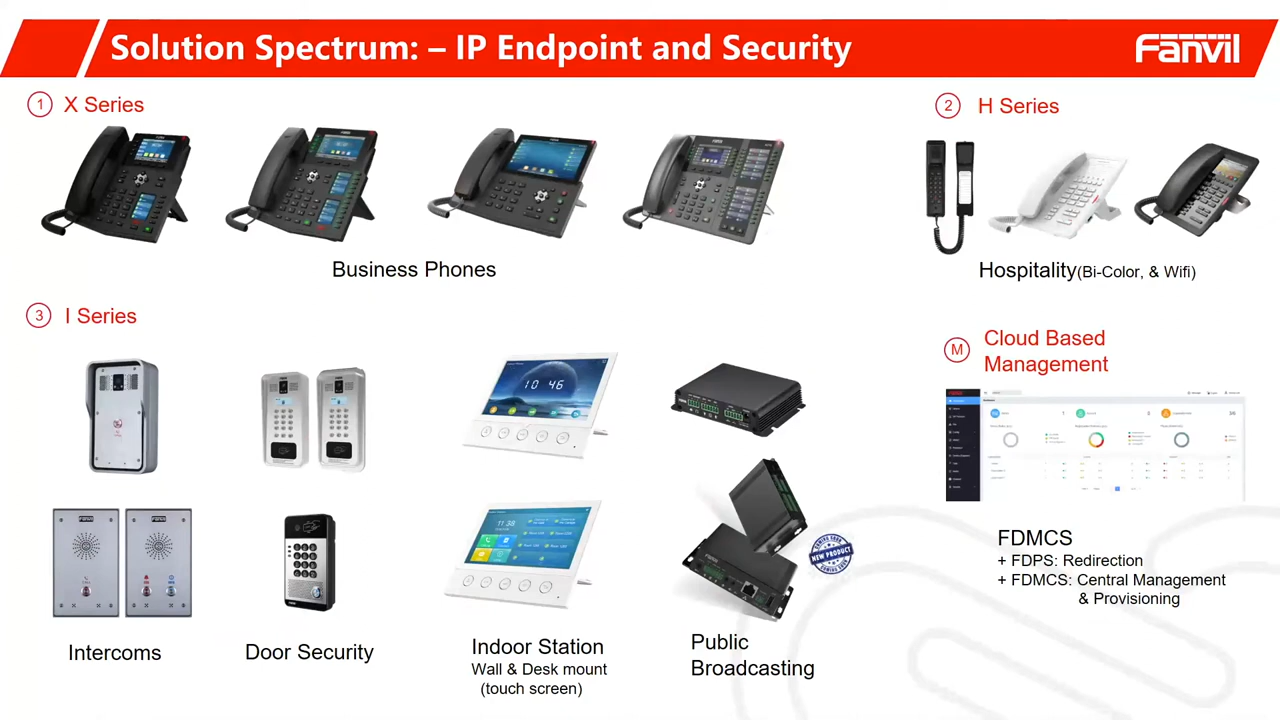 Solution Spectrum: – IP Endpoint and Security
Fanvil
1 X Series
Business Phones
2 H Series
Hospitality(Bi-Color, & Wifi)
3 I Series
Intercoms
Door Security
10 46
11:38
Indoor Station
Wall & Desk mount
(touch screen)
NEW PRODUCT
Public
Broadcasting
M Cloud Based
Management
FDMCS
+ FDPS: Redirection
+ FDMCS: Central Management
& Provisioning